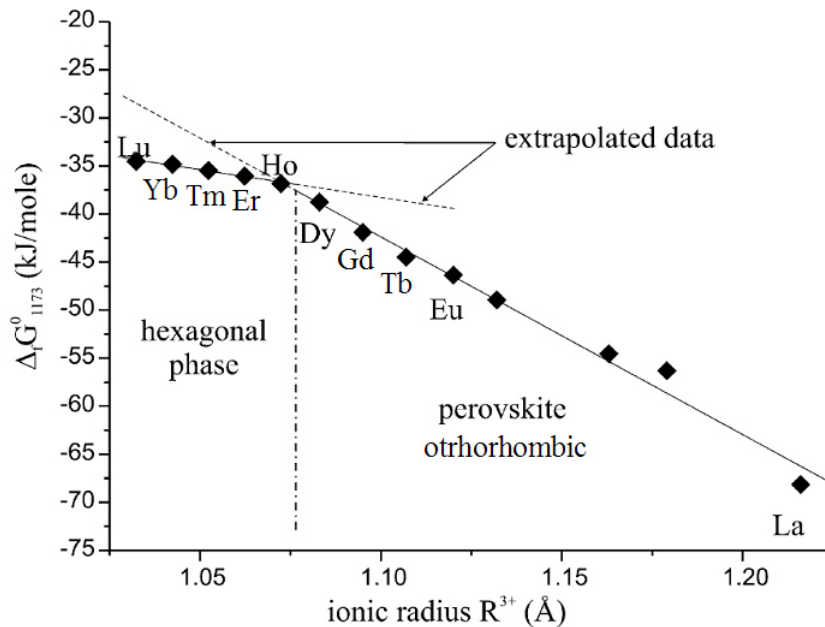 -20
-25
-30
-35
-40
-45
-50
-55
-60
-65
-70
-75
Δ_fG⁰₁₁₇₃ (kJ/mole)
extrapolated data
Lu
Yb
Tm
Er
Ho
Dy
Gd
Tb
Eu
hexagonal
phase
perovskite
otrhorhombic
La
1.05
1.10
1.15
1.20
ionic radius R³⁺ (Å)